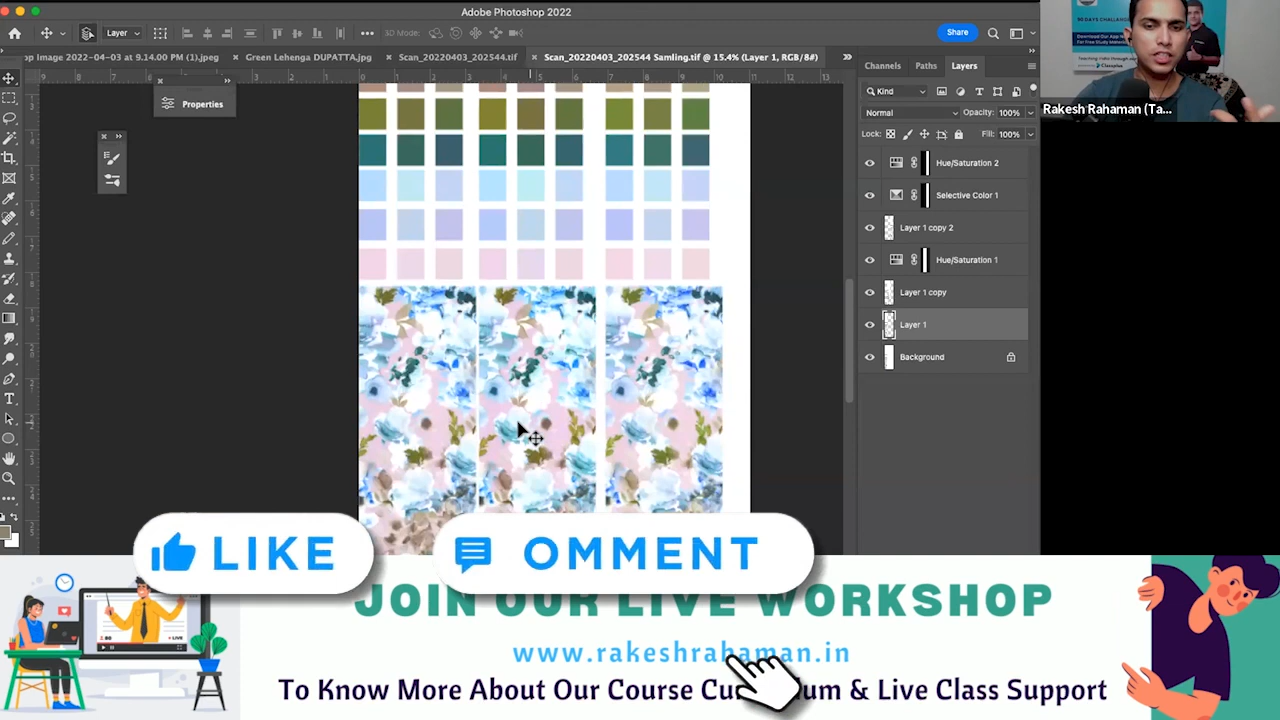 Adobe Photoshop 2022
Layer
3D Mode:
Share
op Image 2022-04-03 at 9.14.00 PM (1).jpeg
Green Lehenga DUPATTA.jpg
Scan_20220403_202544.tif
Scan_20220403_202544 Samling.tif @ 15.4% (Layer 1, RGB/8#)
Properties
Channels
Paths
Layers
Kind
Normal
Opacity: 100%
Lock:
Fill: 100%
Hue/Saturation 2
Selective Color 1
Layer 1 copy 2
Hue/Saturation 1
Layer 1 copy
Layer 1
Background
Rakesh Rahaman (Ta...
LIKE
OMMENT
JOIN OUR LIVE WORKSHOP
www.rakeshrahaman.in
To Know More About Our Course Cu um & Live Class Support